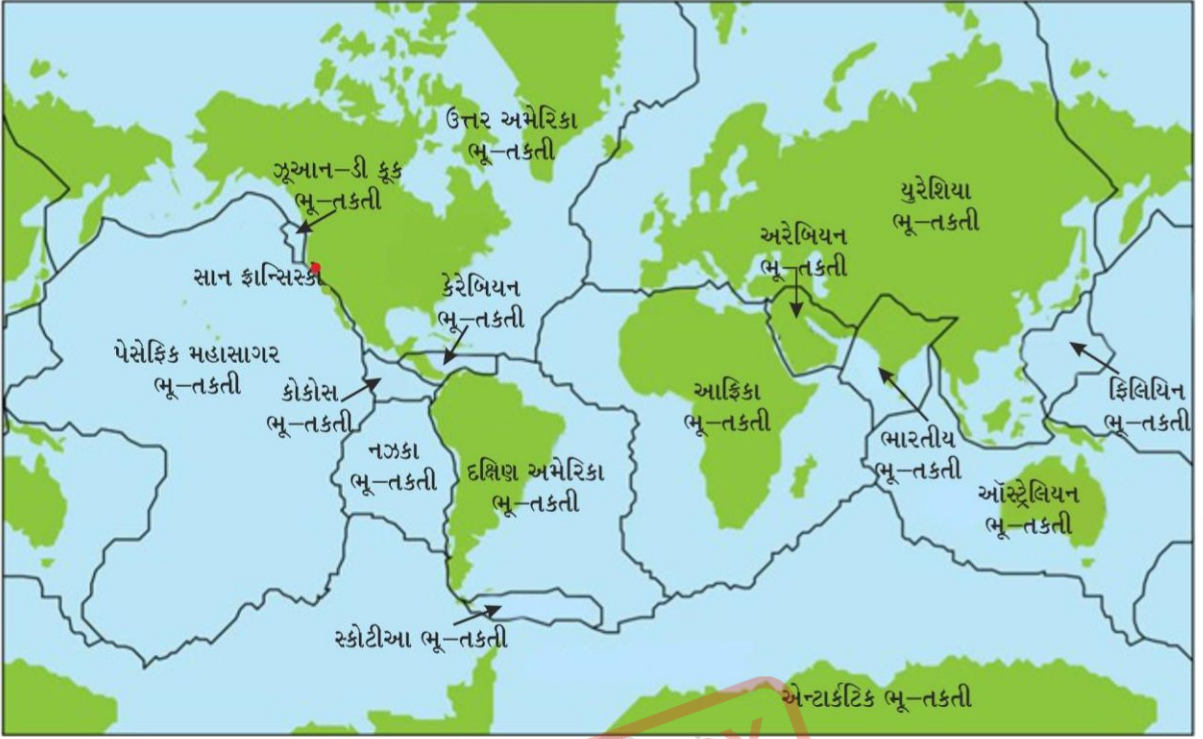 ઉત્તર અમેરિકા
ભૂ–તકતી
ઝૂઆન–ડી ફૂક
ભૂ–તકતી
યુરેશિયા
ભૂ–તકતી
અરેબિયન
ભૂ–તકતી
સાન ફ્રાન્સિસ્કો
કેરેબિયન
ભૂ–તકતી
પેસેફિક મહાસાગર
ભૂ–તકતી
કોકોસ
ભૂ–તકતી
આફ્રિકા
ભૂ–તકતી
ફિલિયિન
ભૂ–તકતી
નઝકા
ભૂ–તકતી
દક્ષિણ અમેરિકા
ભૂ–તકતી
ભારતીય
ભૂ–તકતી
ઑસ્ટ્રેલિયન
ભૂ–તકતી
સ્કોટીઆ ભૂ–તકતી
એન્ટાર્કટિક ભૂ–તકતી